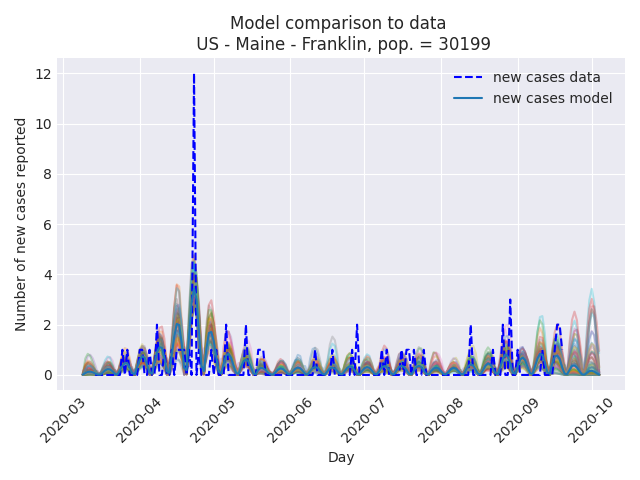 Model comparison to data
US - Maine - Franklin, pop. = 30199
new cases data
new cases model
Number of new cases reported
12
10
8
6
4
2
0
2020-03
2020-04
2020-05
2020-06
2020-07
2020-08
2020-09
2020-10
Day